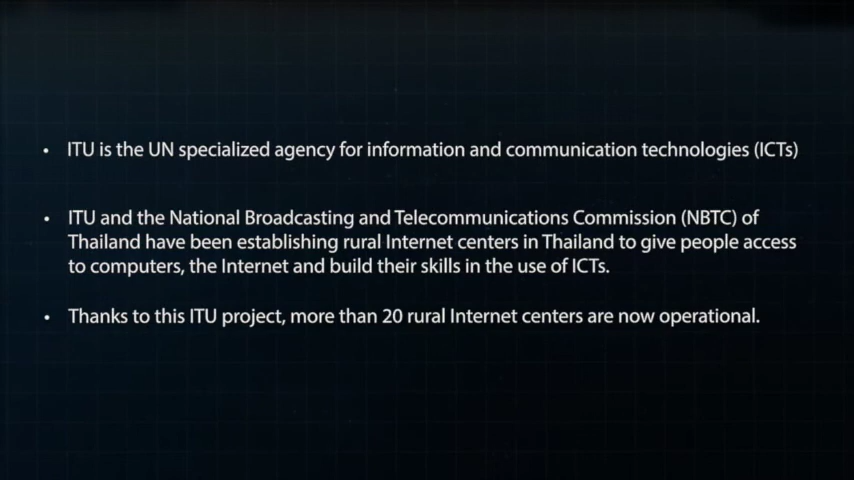 • ITU is the UN specialized agency for information and communication technologies (ICTs)
• ITU and the National Broadcasting and Telecommunications Commission (NBTC) of
Thailand have been establishing rural Internet centers in Thailand to give people access
to computers, the Internet and build their skills in the use of ICTs.
• Thanks to this ITU project, more than 20 rural Internet centers are now operational.